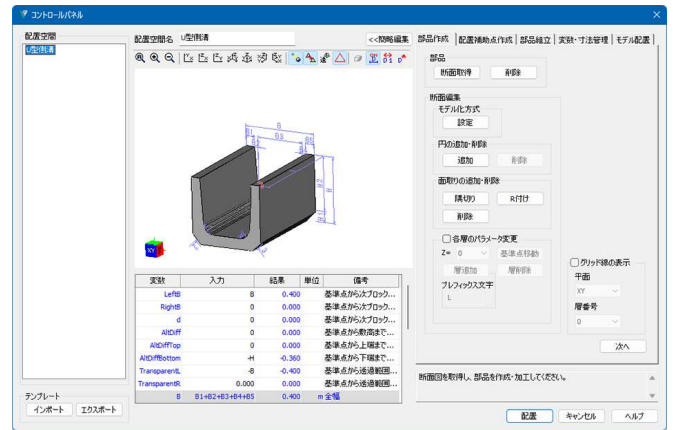 コントロールパネル
配置空間
U型側溝
配置空間名 U型側溝 <<簡略編集
部品作成 配置補助点作成 部品組立 変数・寸法管理 モデル配置
部品
断面取得 削除
断面編集
モデル化方式
設定
円の追加・削除
追加 削除
面取りの追加・削除
隅切り R付け
削除
各層のパラメータ変更
Z= 0 基準点移動
層追加 層削除
プレフィックス文字
L
グリッド線の表示
平面
XY
層番号
0
次へ
変数 入力 結果 単位 備考
LeftB B 0.400 基準点から次ブロック...
RightB 0 0.000 基準点から次ブロック...
d 0 0.000 基準点から次ブロック...
AltDiff 0 0.000 基準点から敷高まで...
AltDiffTop 0 0.000 基準点から上端まで...
AltDiffBottom -H -0.360 基準点から下端まで...
TransparentL -B -0.400 基準点から透過範囲...
TransparentR 0.000 0.000 基準点から透過範囲...
B B1+B2+B3+B4+B5 0.400 m 全幅
断面図を取得し、部品を作成・加工してください。
テンプレート
インポート エクスポート
配置 キャンセル ヘルプ